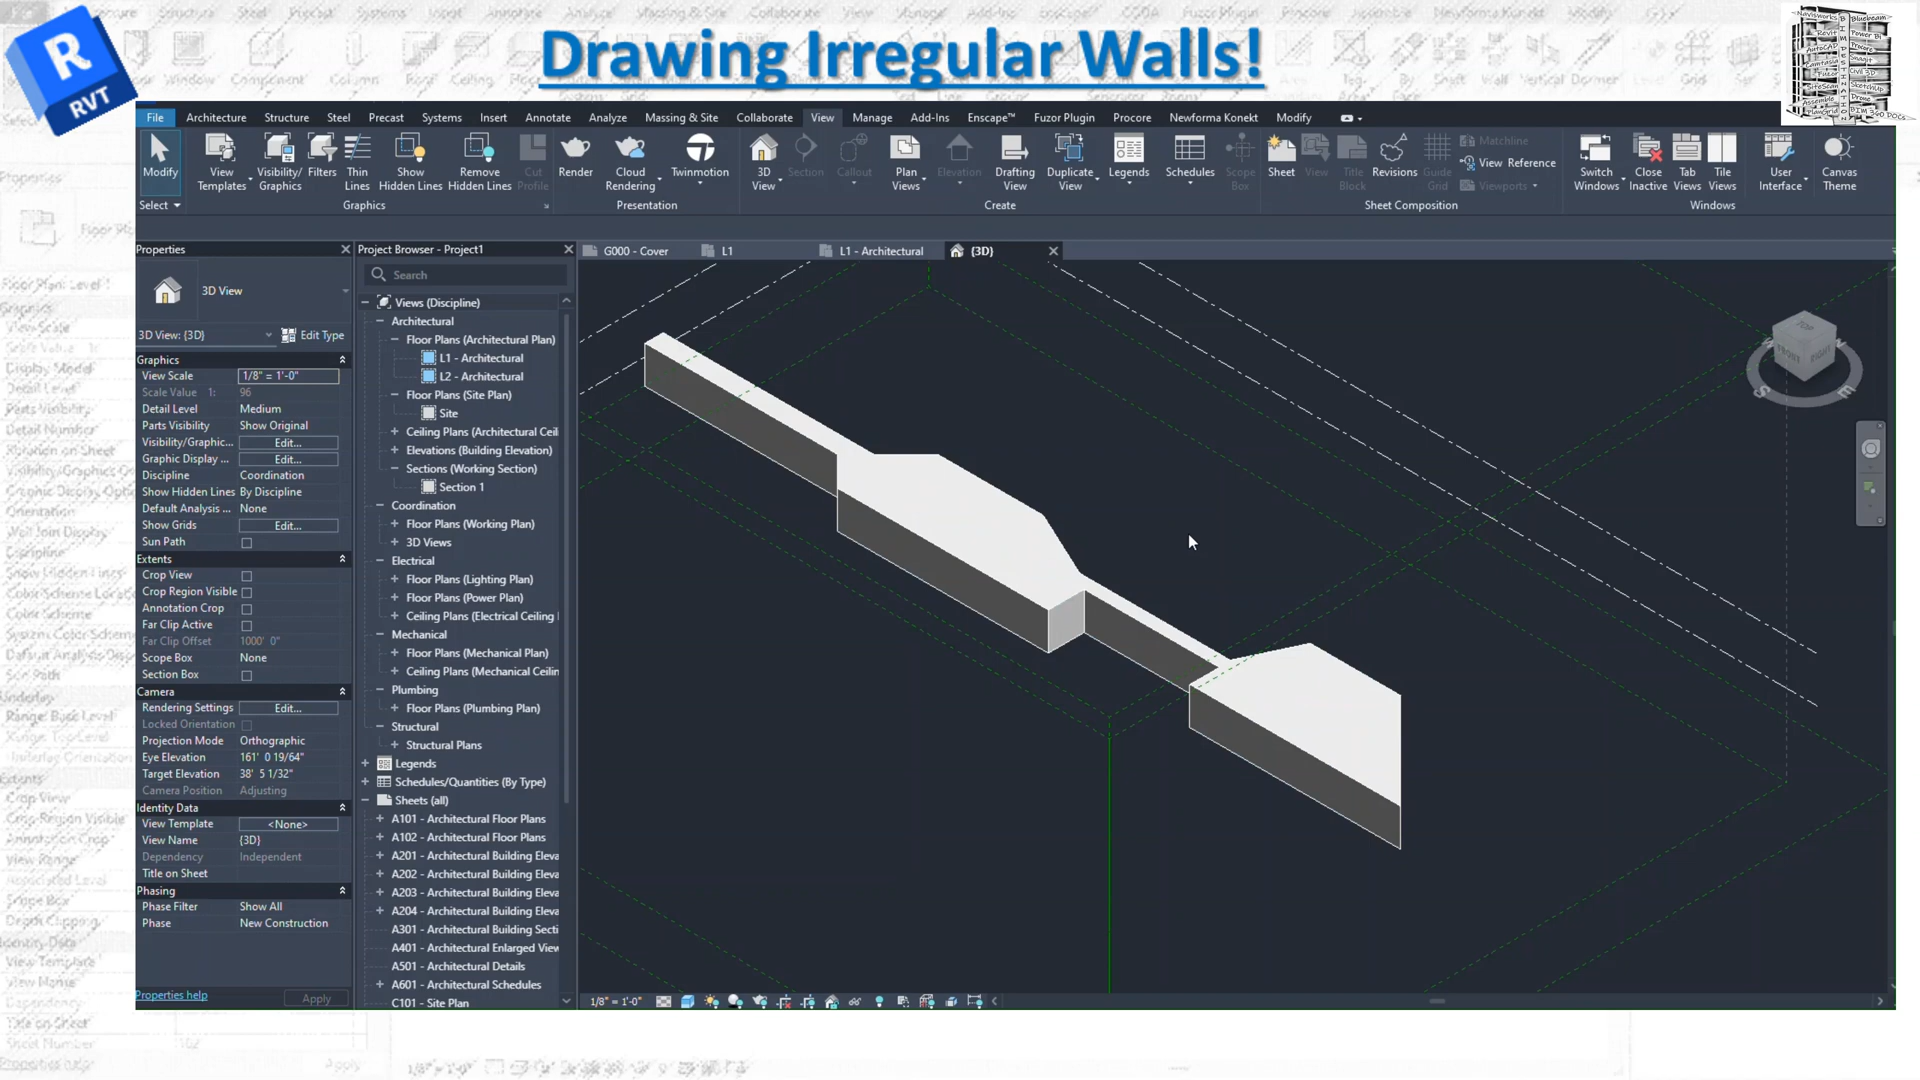 Drawing Irregular Walls!
RVT
File Architecture Structure Steel Precast Systems Insert Annotate Analyze Massing & Site Collaborate View Manage Add-Ins Enscape™ Fuzor Plugin Procore Newforma Konekt Modify
Modify View Templates Visibility/ Graphics Filters Thin Lines Show Hidden Lines Remove Hidden Lines Cut Profile Render Cloud Rendering Twinmotion 3D View Section Callout Plan Views Elevation Drafting View Duplicate View Legends Schedules Scope Box Sheet View Title Block Revisions Guide Grid Matchline View Reference Viewports Switch Windows Close Inactive Tab Views Tile Views User Interface Canvas Theme
Select Graphics Presentation Create Sheet Composition Windows
Properties
3D View
3D View: {3D} Edit Type
Graphics
View Scale 1/8" = 1'-0"
Scale Value 1: 96
Detail Level Medium
Parts Visibility Show Original
Visibility/Graphic... Edit...
Graphic Display ... Edit...
Discipline Coordination
Show Hidden Lines By Discipline
Default Analysis ... None
Show Grids Edit...
Sun Path
Extents
Crop View
Crop Region Visible
Annotation Crop
Far Clip Active
Far Clip Offset 1000' 0"
Scope Box None
Section Box
Camera
Rendering Settings Edit...
Locked Orientation
Projection Mode Orthographic
Eye Elevation 161' 0 19/64"
Target Elevation 38' 5 1/32"
Camera Position Adjusting
Identity Data
View Template <None>
View Name {3D}
Dependency Independent
Title on Sheet
Phasing
Phase Filter Show All
Phase New Construction
Properties help Apply
Project Browser - Project1
Search
Views (Discipline)
Architectural
Floor Plans (Architectural Plan)
L1 - Architectural
L2 - Architectural
Floor Plans (Site Plan)
Site
Ceiling Plans (Architectural Ceil
Elevations (Building Elevation)
Sections (Working Section)
Section 1
Coordination
Floor Plans (Working Plan)
3D Views
Electrical
Floor Plans (Lighting Plan)
Floor Plans (Power Plan)
Ceiling Plans (Electrical Ceiling
Mechanical
Floor Plans (Mechanical Plan)
Ceiling Plans (Mechanical Ceilin
Plumbing
Floor Plans (Plumbing Plan)
Structural
Structural Plans
Legends
Schedules/Quantities (By Type)
Sheets (all)
A101 - Architectural Floor Plans
A102 - Architectural Floor Plans
A201 - Architectural Building Eleva
A202 - Architectural Building Eleva
A203 - Architectural Building Eleva
A204 - Architectural Building Eleva
A301 - Architectural Building Secti
A401 - Architectural Enlarged View
A501 - Architectural Details
A601 - Architectural Schedules
C101 - Site Plan
G000 - Cover L1 L1 - Architectural {3D}
TOP
FRONT RIGHT
S E
1/8" = 1'-0"